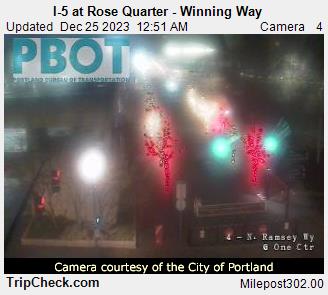 I-5 at Rose Quarter - Winning Way
Updated Dec 25 2023 12:51 AM Camera 4
PBOT
PORTLAND BUREAU OF TRANSPORTATION
4 - N. Ramsey Wy
@ One Ctr
Camera courtesy of the City of Portland
TripCheck.com Milepost302.00